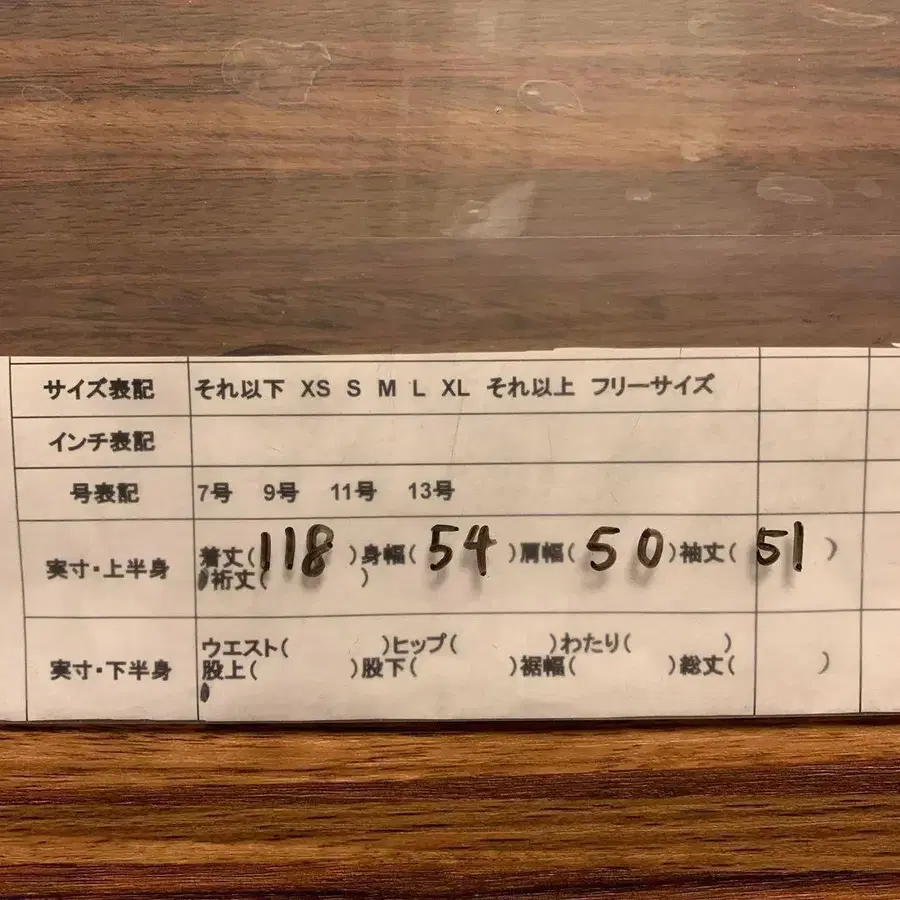 サイズ表記 それ以下 XS S M L XL それ以上 フリーサイズ
インチ表記
号表記 7号 9号 11号 13号
実寸・上半身 着丈(118)身幅(54)肩幅(50)袖丈(51)
裄丈( )
実寸・下半身 ウエスト( )ヒップ( )わたり( )
股上( )股下( )裾幅( )総丈( )